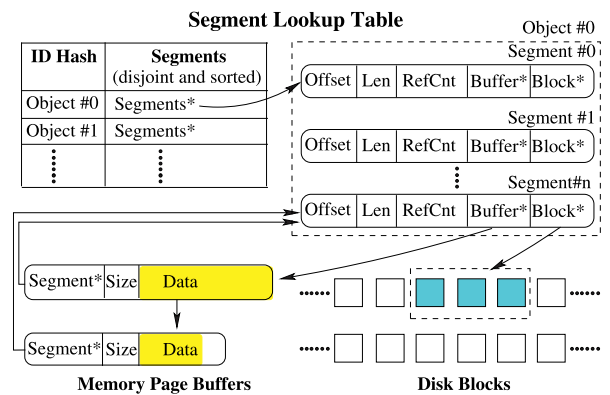 Segment Lookup Table
Object #0
ID Hash
Segments
(disjoint and sorted)
Object #0
Segments*
Object #1
Segments*
Segment #0
Offset Len RefCnt Buffer* Block*
Segment #1
Offset Len RefCnt Buffer* Block*
Segment#n
Offset Len RefCnt Buffer* Block*
Segment* Size Data
Segment* Size Data
Memory Page Buffers
Disk Blocks